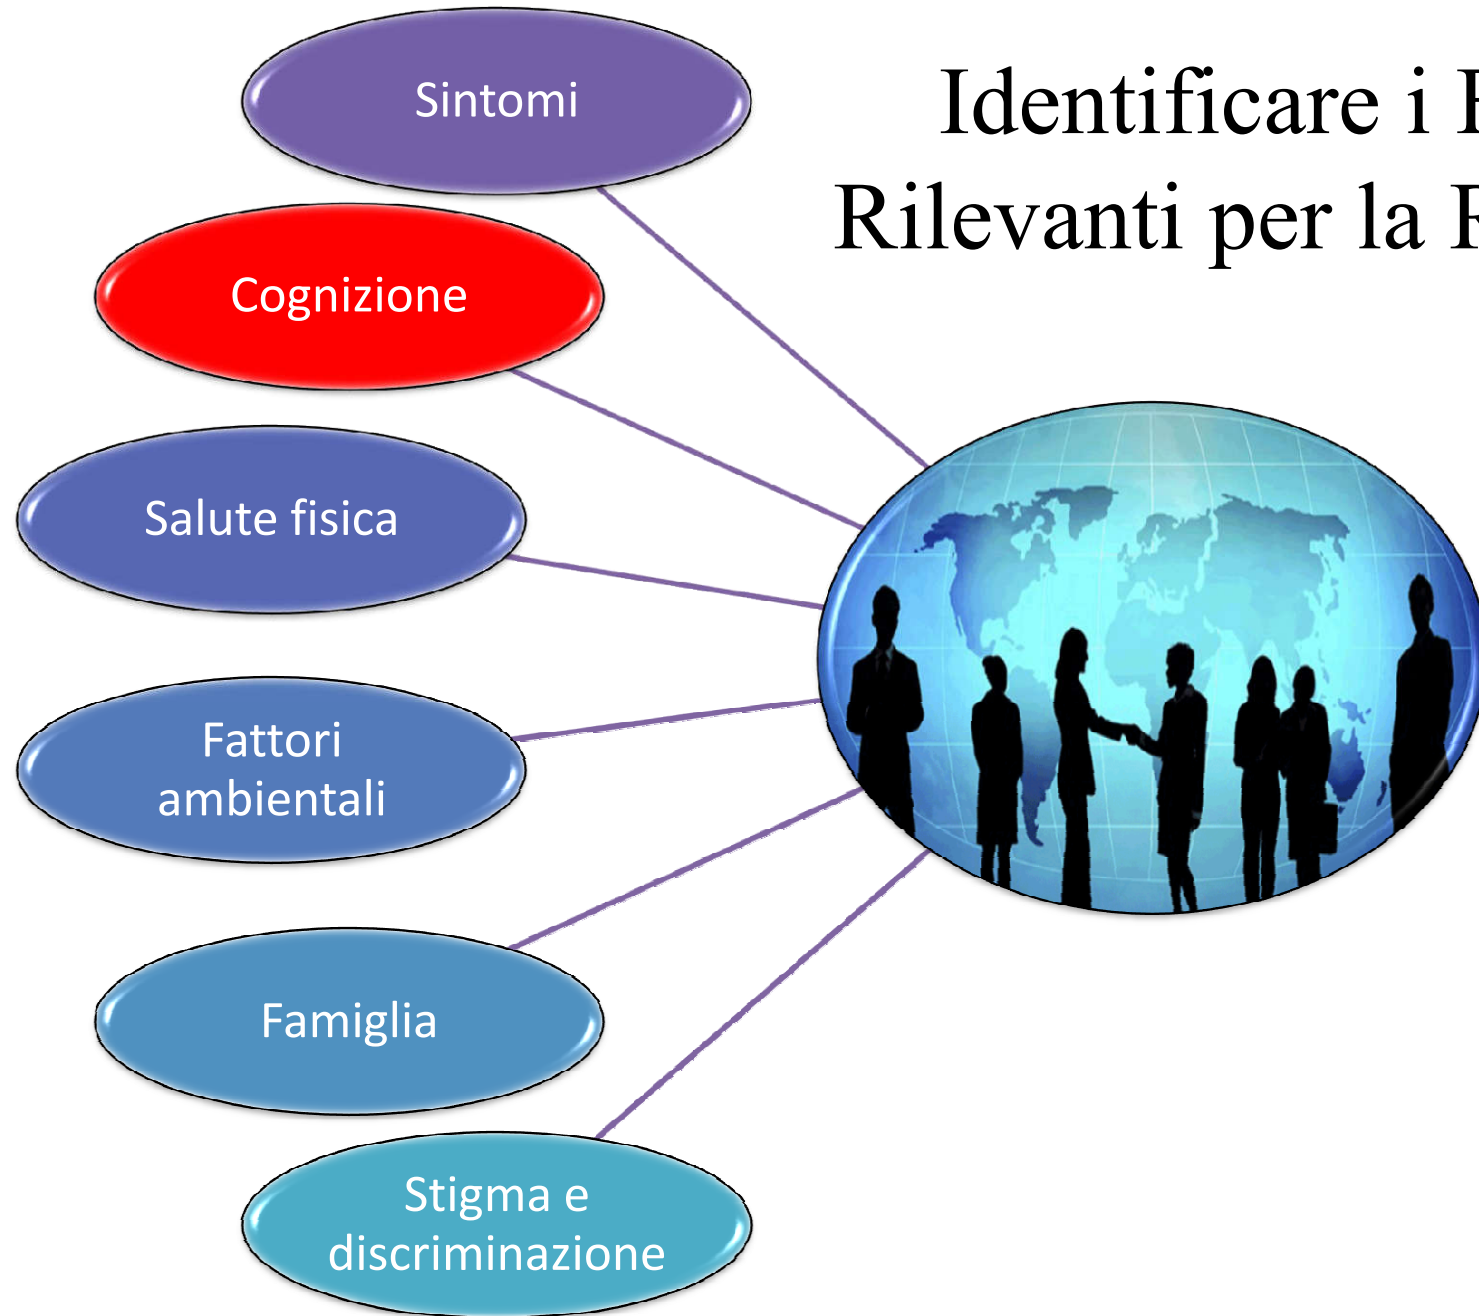 Identificare i
Rilevanti per la
Sintomi
Cognizione
Salute fisica
Fattori
ambientali
Famiglia
Stigma e
discriminazione